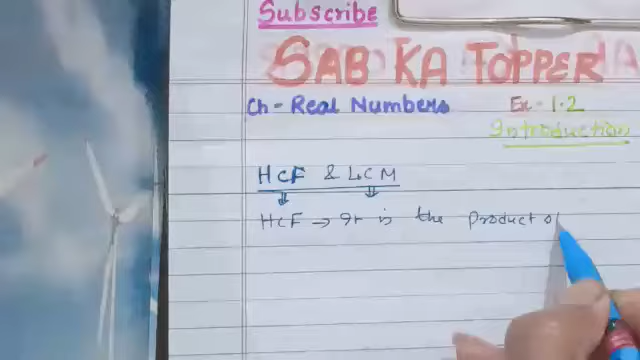 Subscribe
SAB KA TOPPER
Ch - Real Numbers Ex - 1.2
Introduction
HCF & LCM
HCF → It is the Product of